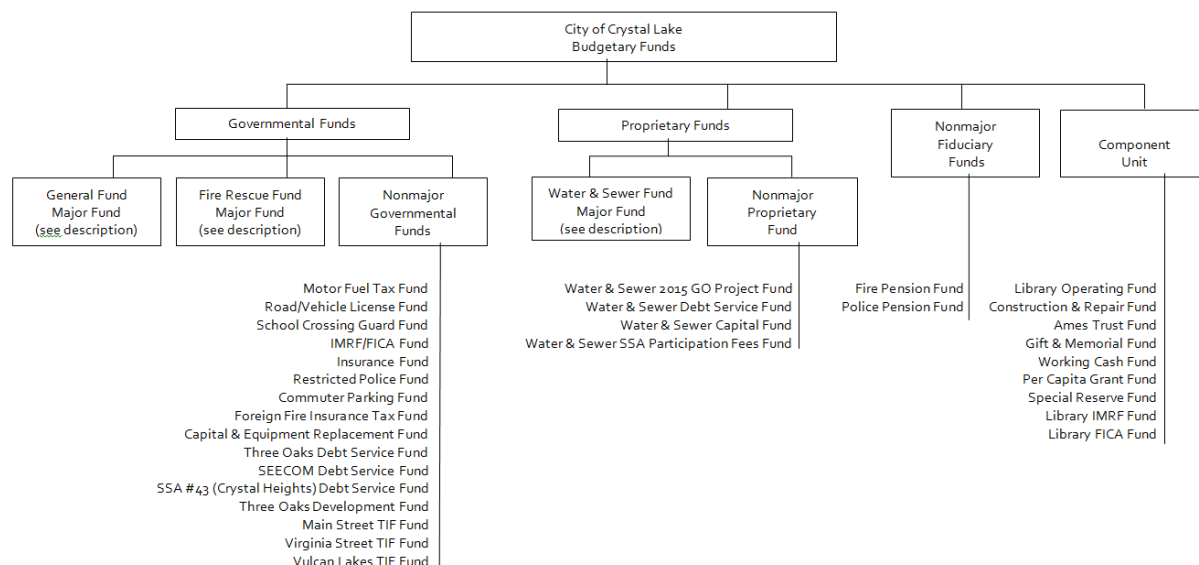 City of Crystal Lake
Budgetary Funds
Governmental Funds
Proprietary Funds
Nonmajor
Fiduciary
Funds
Component
Unit
General Fund
Major Fund
(see description)
Fire Rescue Fund
Major Fund
(see description)
Nonmajor
Governmental
Funds
Water & Sewer Fund
Major Fund
(see description)
Nonmajor
Proprietary
Fund
Motor Fuel Tax Fund
Road/Vehicle License Fund
School Crossing Guard Fund
IMRF/FICA Fund
Insurance Fund
Restricted Police Fund
Commuter Parking Fund
Foreign Fire Insurance Tax Fund
Capital & Equipment Replacement Fund
Three Oaks Debt Service Fund
SEECOM Debt Service Fund
SSA #43 (Crystal Heights) Debt Service Fund
Three Oaks Development Fund
Main Street TIF Fund
Virginia Street TIF Fund
Vulcan Lakes TIF Fund
Water & Sewer 2015 GO Project Fund
Water & Sewer Debt Service Fund
Water & Sewer Capital Fund
Water & Sewer SSA Participation Fees Fund
Fire Pension Fund
Police Pension Fund
Library Operating Fund
Construction & Repair Fund
Ames Trust Fund
Gift & Memorial Fund
Working Cash Fund
Per Capita Grant Fund
Special Reserve Fund
Library IMRF Fund
Library FICA Fund